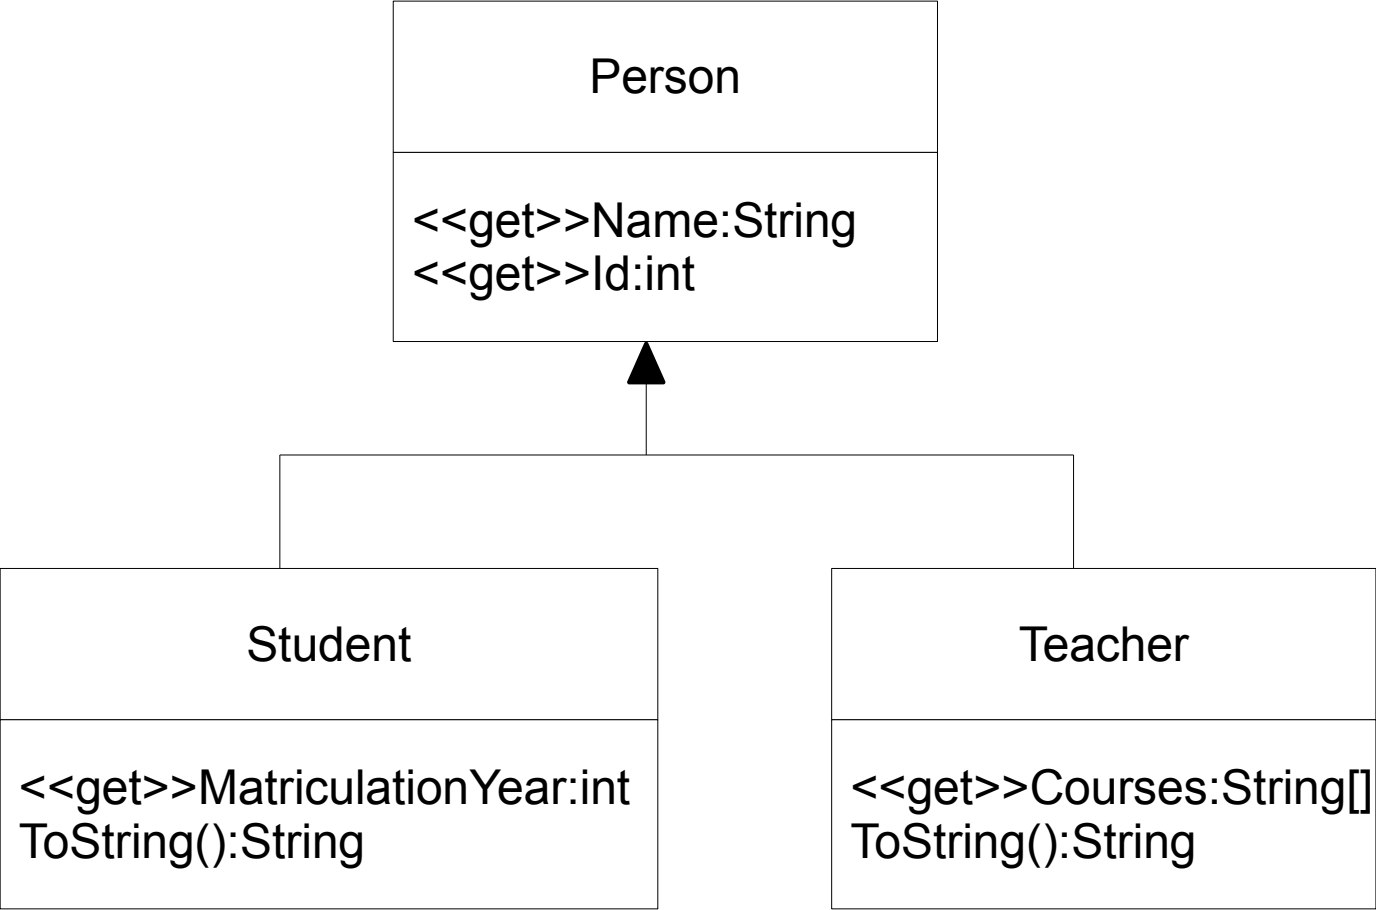 Person
<<get>>Name:String
<<get>>Id:int
Student
<<get>>MatriculationYear:int
ToString():String
Teacher
<<get>>Courses:String[]
ToString():String